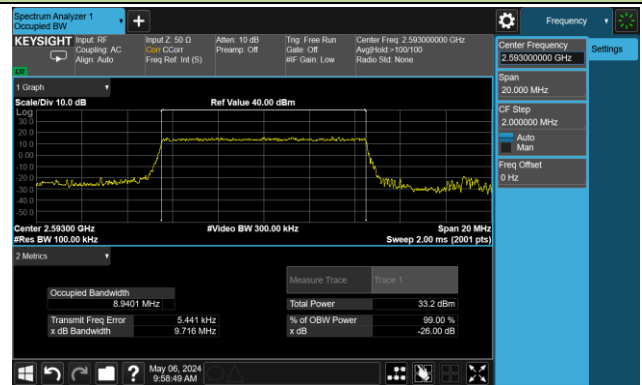 Spectrum Analyzer 1
Occupied BW
Frequency
KEYSIGHT
Input: RF
Coupling: AC
Align: Auto
Input Z: 50 Ω
Corr CCorr
Freq Ref: Int (S)
Atten: 10 dB
Preamp: Off
Trig: Free Run
Gate: Off
#IF Gain: Low
Center Freq: 2.593000000 GHz
Avg|Hold:>100/100
Radio Std: None
LV
Center Frequency
2.593000000 GHz
Settings
Span
20.000 MHz
CF Step
2.000000 MHz
Auto
Man
Freq Offset
0 Hz
1 Graph
Scale/Div 10.0 dB
Ref Value 40.00 dBm
Log
30.0
20.0
10.0
0.00
-10.0
-20.0
-30.0
-40.0
-50.0
Center 2.59300 GHz
#Video BW 300.00 kHz
Span 20 MHz
#Res BW 100.00 kHz
Sweep 2.00 ms (2001 pts)
2 Metrics
Measure Trace
Trace 1
Occupied Bandwidth
8.9401 MHz
Total Power
33.2 dBm
Transmit Freq Error
5.441 kHz
% of OBW Power
99.00 %
x dB Bandwidth
9.716 MHz
x dB
-26.00 dB
May 06, 2024
9:58:49 AM